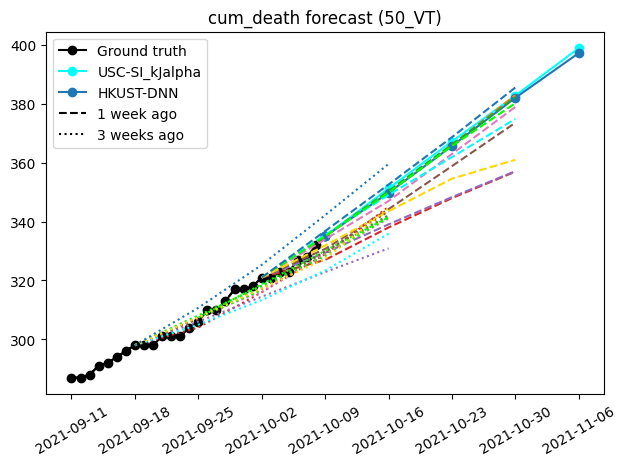 cum_death forecast (50_VT)
Ground truth
USC-SI_kJalpha
HKUST-DNN
1 week ago
3 weeks ago
400
380
360
340
320
300
2021-09-11
2021-09-18
2021-09-25
2021-10-02
2021-10-09
2021-10-16
2021-10-23
2021-10-30
2021-11-06